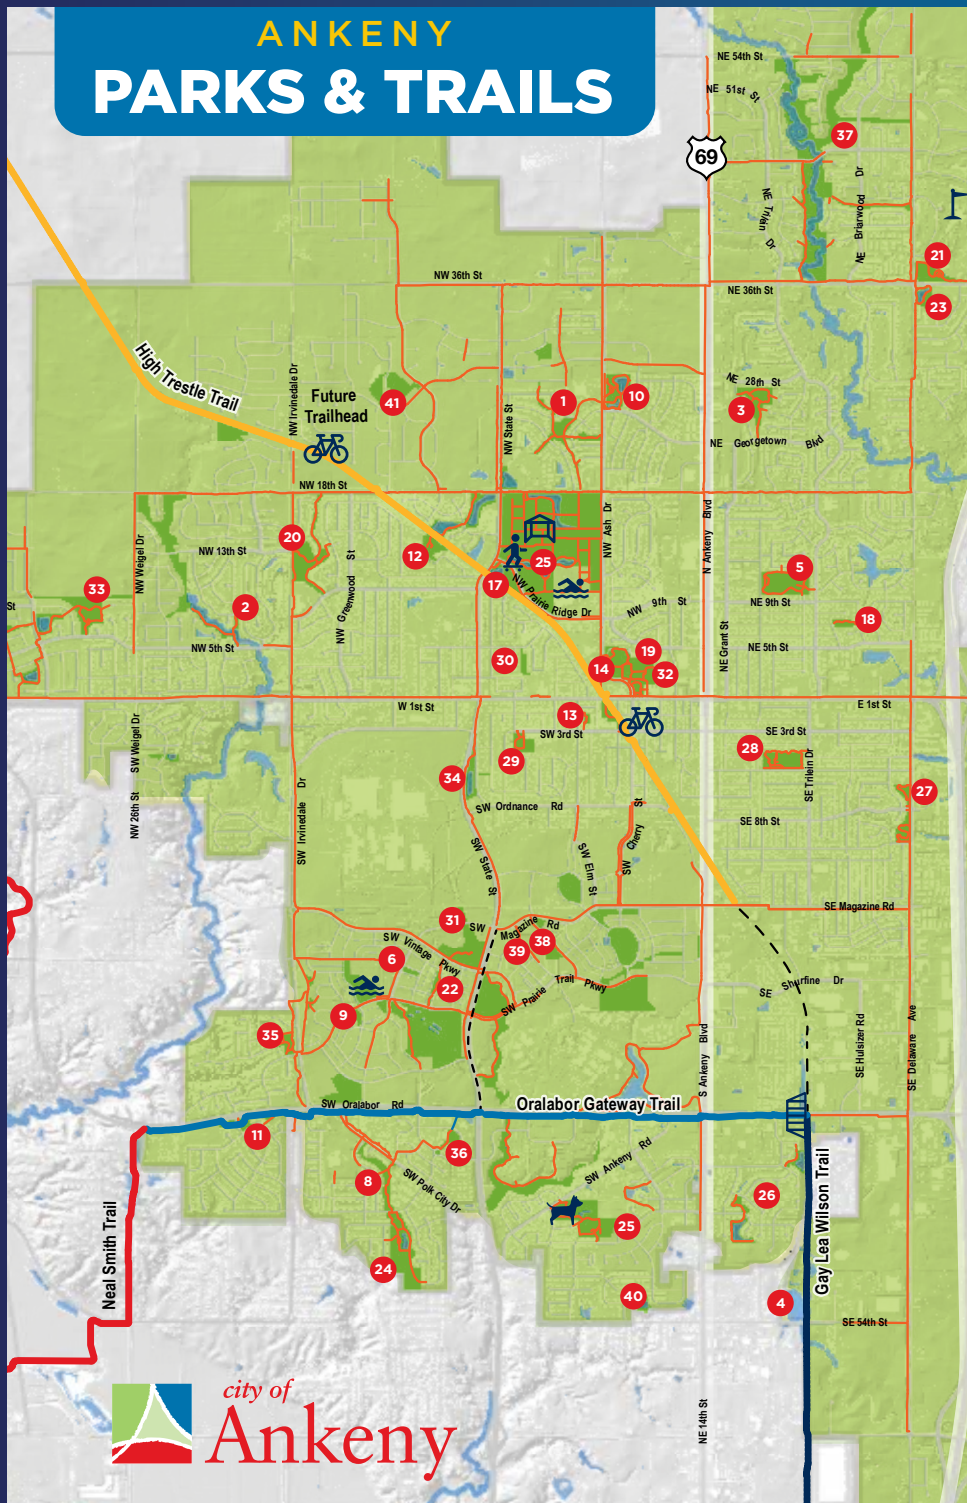 ANKENY
PARKS & TRAILS
NE 54th St
NE 51st St
69
37
NE Trilein Dr
NE Briarwood Dr
21
NW 36th St
NE 36th St
23
High Trestle Trail
NW Irvinedale Dr
Future
Trailhead
41
NW State St
1
10
NE 28th St
3
NE Georgetown Blvd
NW 18th St
20
NW 13th St
NW Weigel Dr
NW Greenwood St
12
25
17
NW Ash Dr
N Ankeny Blvd
5
33
St
2
NW Prairie Ridge Dr
NW 9th St
NE 9th St
18
NW 5th St
NE Grant St
NE 5th St
30
14
19
32
W 1st St
E 1st St
13
SW 3rd St
SE 3rd St
28
SW Weigel Dr
29
34
SE Trilein Dr
27
NW 26th St
SW Irvinedale Dr
SW Ordnance Rd
SE 8th St
SW State St
SW Elm St
SW Cherry St
SE Magazine Rd
31
SW Magazine Rd
38
39
SW Vintage Pkwy
6
22
SW Prairie Trail Pkwy
SE Shurfine Dr
9
35
S Ankeny Blvd
SE Hulsizer Rd
SE Delaware Ave
SW Oralabor Rd
Oralabor Gateway Trail
11
36
8
SW Polk City Dr
SW Ankeny Rd
26
25
Neal Smith Trail
Gay Lea Wilson Trail
24
40
4
SE 54th St
NE 14th St
city of
Ankeny